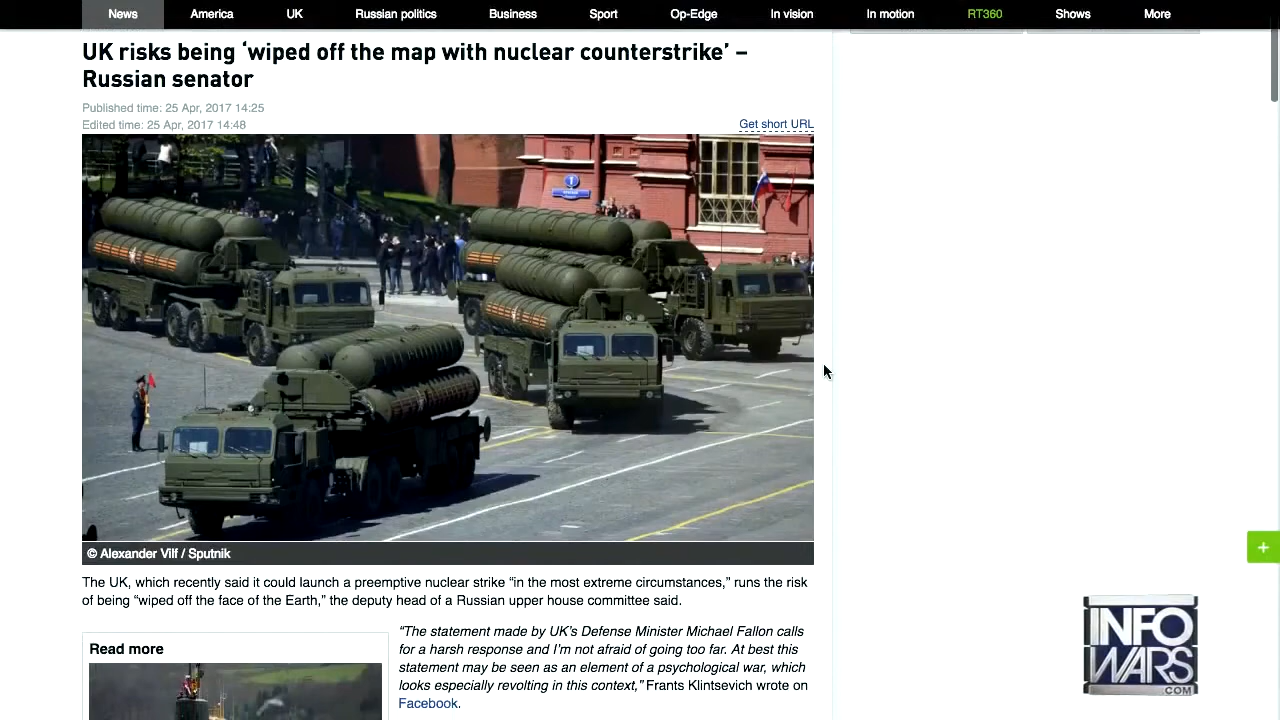 News America UK Russian politics Business Sport Op-Edge In vision In motion RT360 Shows More
UK risks being ‘wiped off the map with nuclear counterstrike’ –
Russian senator
Published time: 25 Apr, 2017 14:25
Edited time: 25 Apr, 2017 14:48
Get short URL
© Alexander Vilf / Sputnik
The UK, which recently said it could launch a preemptive nuclear strike “in the most extreme circumstances,” runs the risk
of being “wiped off the face of the Earth,” the deputy head of a Russian upper house committee said.
Read more
“The statement made by UK’s Defense Minister Michael Fallon calls
for a harsh response and I’m not afraid of going too far. At best this
statement may be seen as an element of a psychological war, which
looks especially revolting in this context,” Frants Klintsevich wrote on
Facebook.
INFO
WARS
.COM